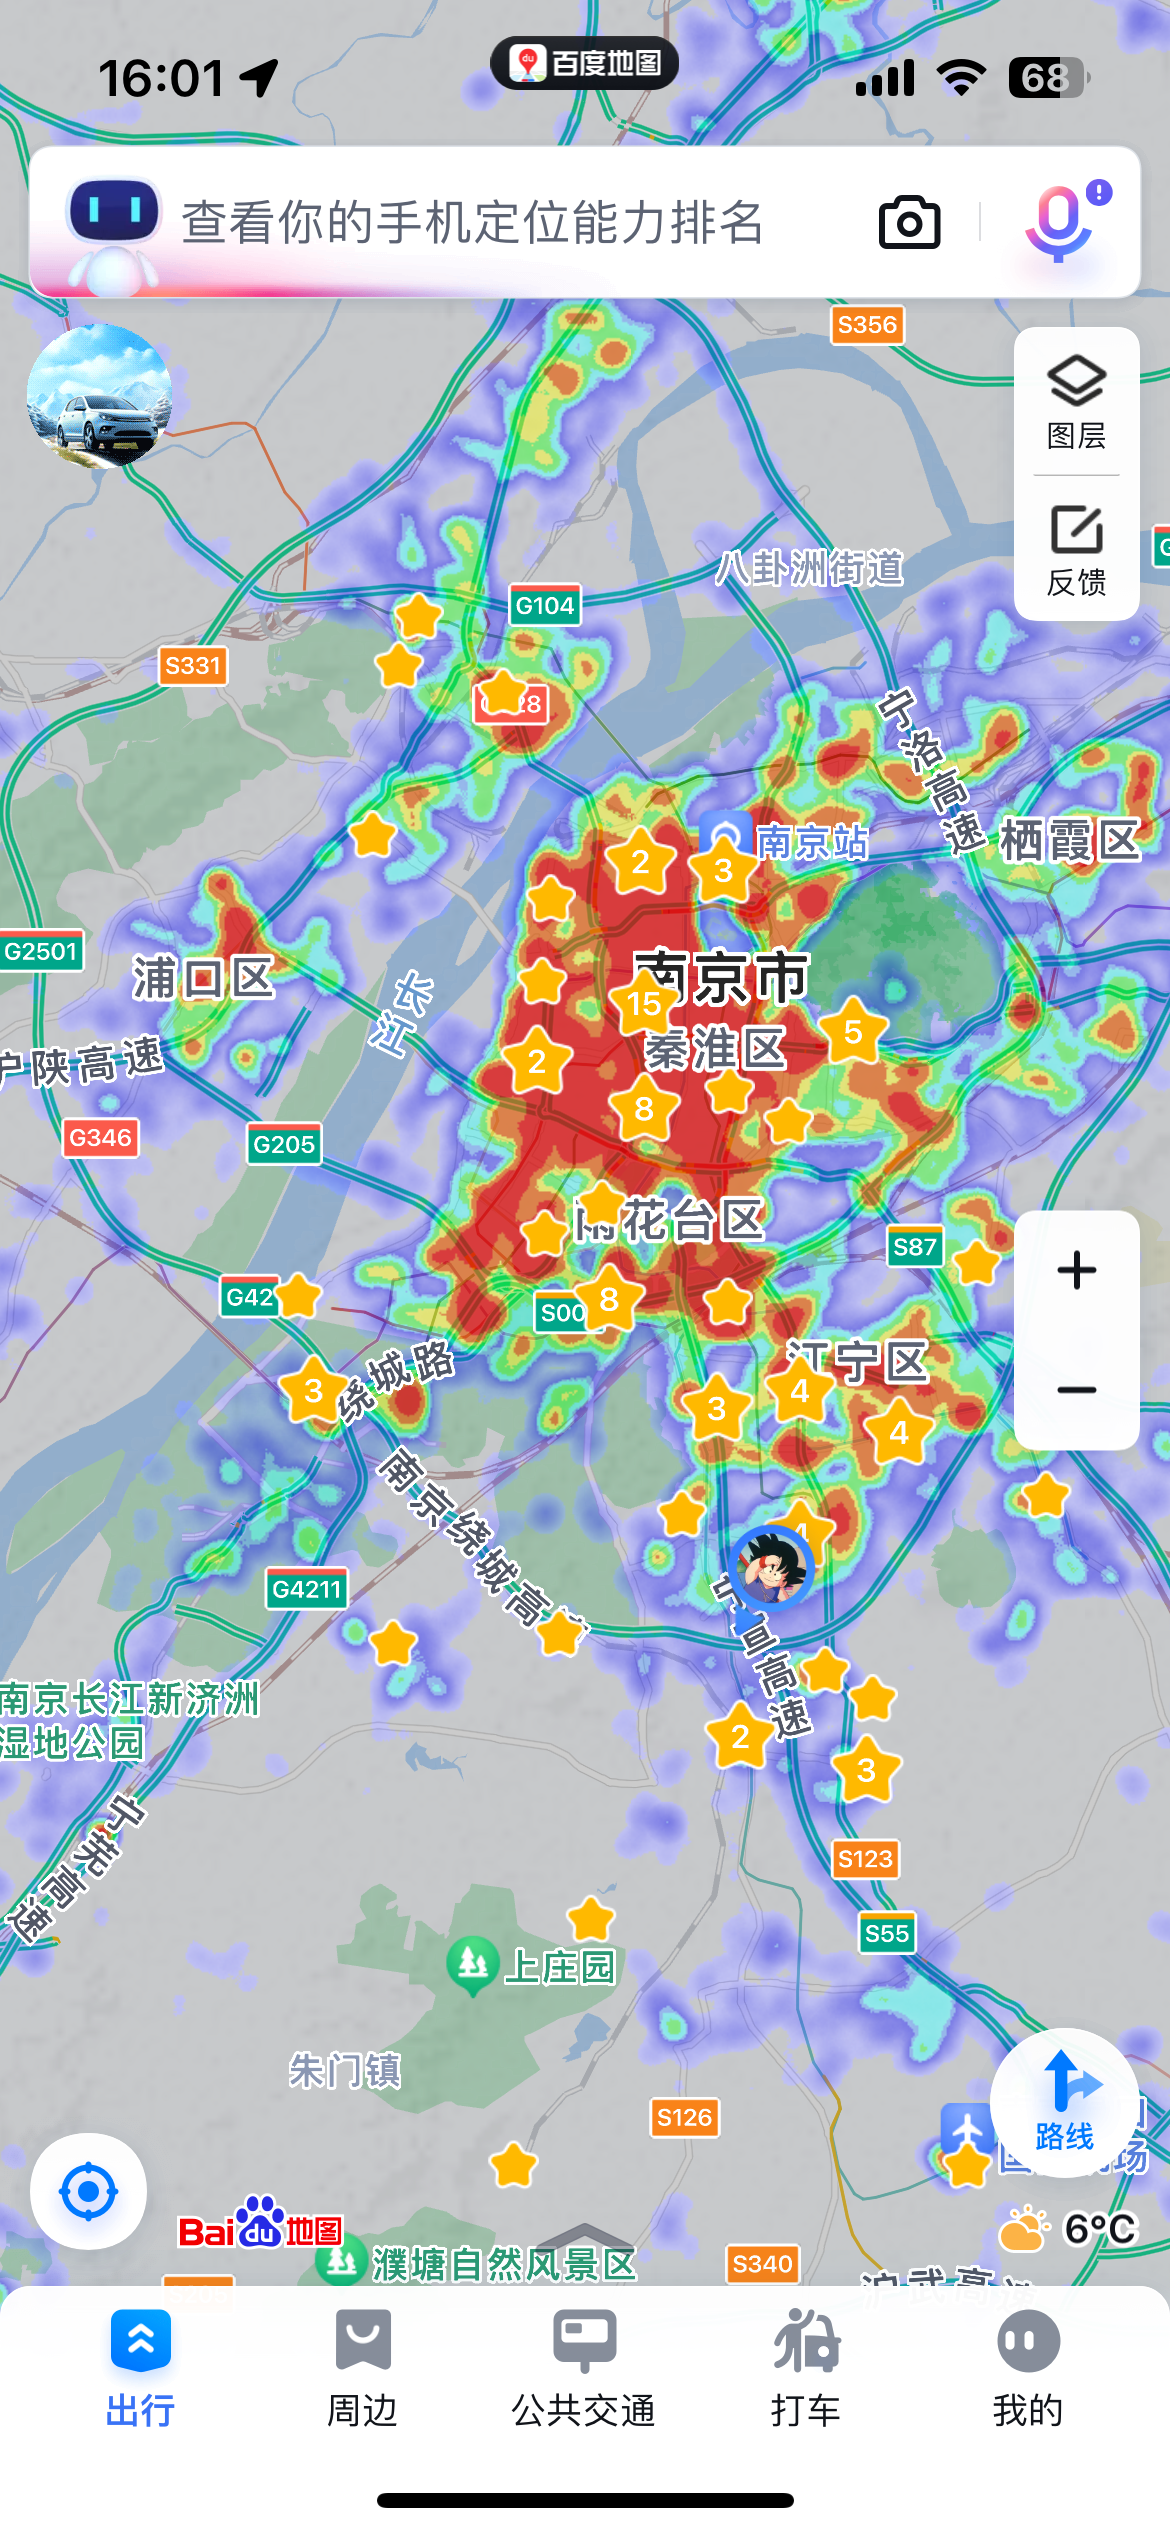 16:01
百度地图
68
查看你的手机定位能力排名
S356
图层
反馈
八卦洲街道
G104
S331
宁洛高速
南京站
栖霞区
2
3
G2501
浦口区
南京市
15
长江
秦淮区
5
2
沪陕高速
8
G346
G205
雨花台区
S87
G42
S00
8
江宁区
绕城路
3
3
4
4
南京绕城高速
4
G4211
宁宣高速
南京长江新济洲
湿地公园
2
3
宁芜高速
S123
S55
上庄园
朱门镇
S126
路线
Bai du 地图
6°C
濮塘自然风景区
S340
沪武高速
出行
周边
公共交通
打车
我的